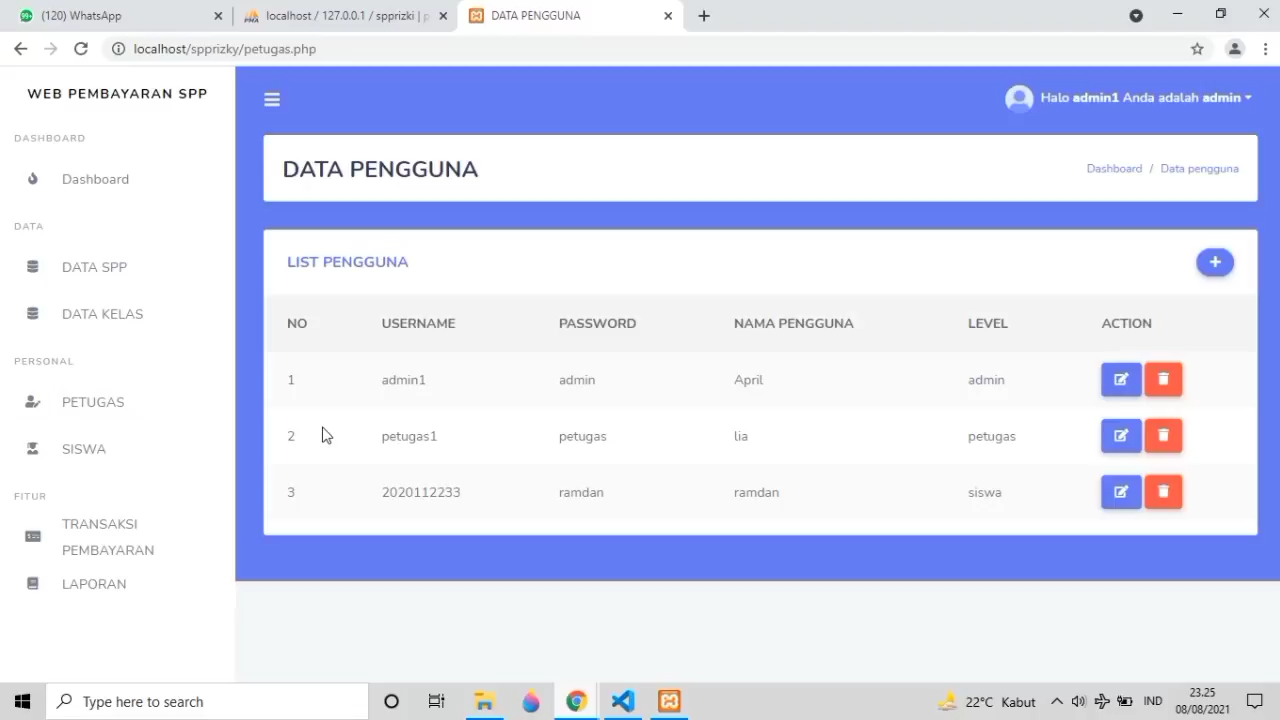 (120) WhatsApp
localhost / 127.0.0.1 / spprizki | p
DATA PENGGUNA
localhost/spprizky/petugas.php
WEB PEMBAYARAN SPP
Halo admin1 Anda adalah admin
DASHBOARD
Dashboard
DATA
DATA SPP
DATA KELAS
PERSONAL
PETUGAS
SISWA
FITUR
TRANSAKSI
PEMBAYARAN
LAPORAN
DATA PENGGUNA
Dashboard / Data pengguna
LIST PENGGUNA
+
NO USERNAME PASSWORD NAMA PENGGUNA LEVEL ACTION
1 admin1 admin April admin
2 petugas1 petugas lia petugas
3 2020112233 ramdan ramdan siswa
Type here to search
22°C Kabut
IND
23.25
08/08/2021